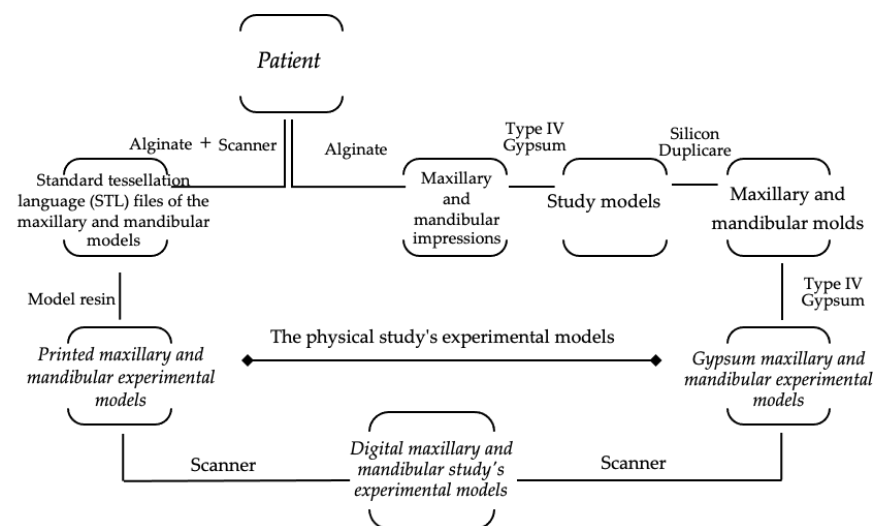 Patient
Alginate + Scanner
Alginate
Type IV
Gypsum
Silicon
Duplicare
Standard tessellation
language (STL) files of the
maxillary and mandibular
models
Maxillary
and
mandibular
impressions
Study models
Maxillary and
mandibular molds
Model resin
Type IV
Gypsum
The physical study's experimental models
Printed maxillary and
mandibular experimental
models
Gypsum maxillary and
mandibular experimental
models
Digital maxillary and
mandibular study's
experimental models
Scanner
Scanner